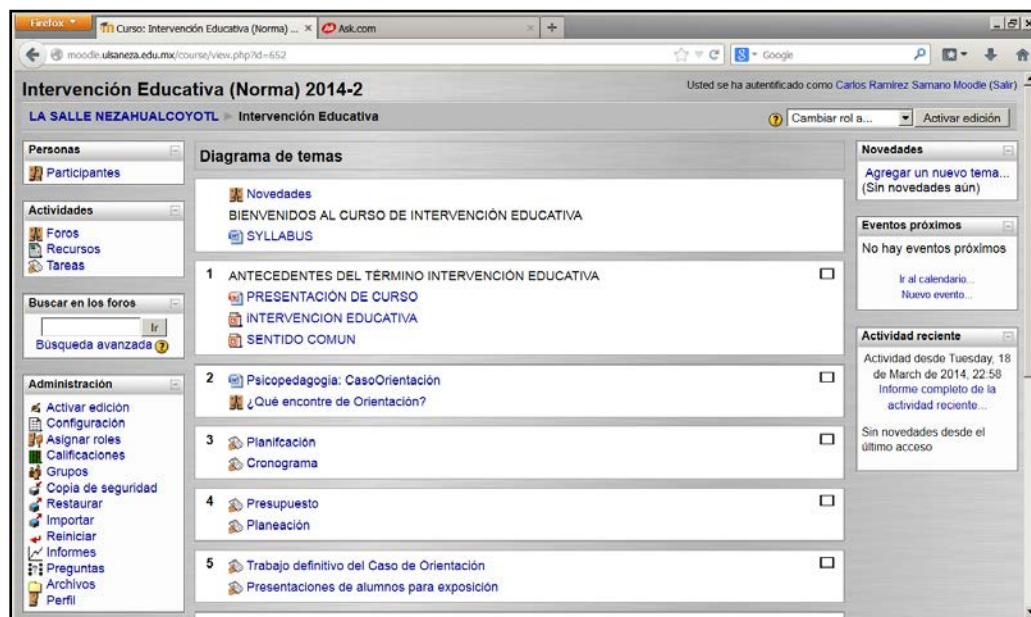 Firefox
Curso: Intervención Educativa (Norma) ...
Ask.com
moodle.ulsaneza.edu.mx/course/view.php?id=652
Google
Intervención Educativa (Norma) 2014-2
Usted se ha autentificado como Carlos Ramírez Samano Moodle (Salir)
LA SALLE NEZAHUALCOYOTL ► Intervención Educativa
Cambiar rol a...
Activar edición
Personas
Participantes
Actividades
Foros
Recursos
Tareas
Buscar en los foros
Ir
Búsqueda avanzada
Administración
Activar edición
Configuración
Asignar roles
Calificaciones
Grupos
Copia de seguridad
Restaurar
Importar
Reiniciar
Informes
Preguntas
Archivos
Perfil
Diagrama de temas
Novedades
BIENVENIDOS AL CURSO DE INTERVENCIÓN EDUCATIVA
SYLLABUS
1 ANTECEDENTES DEL TÉRMINO INTERVENCIÓN EDUCATIVA
PRESENTACIÓN DE CURSO
iNTERVENCION EDUCATIVA
SENTIDO COMUN
2 Psicopedagogia: CasoOrientación
¿Qué encontre de Orientación?
3 Planifcación
Cronograma
4 Presupuesto
Planeación
5 Trabajo definitivo del Caso de Orientación
Presentaciones de alumnos para exposición
Novedades
Agregar un nuevo tema...
(Sin novedades aún)
Eventos próximos
No hay eventos próximos
Ir al calendario...
Nuevo evento...
Actividad reciente
Actividad desde Tuesday, 18
de March de 2014, 22:58
Informe completo de la
actividad reciente...
Sin novedades desde el
último acceso